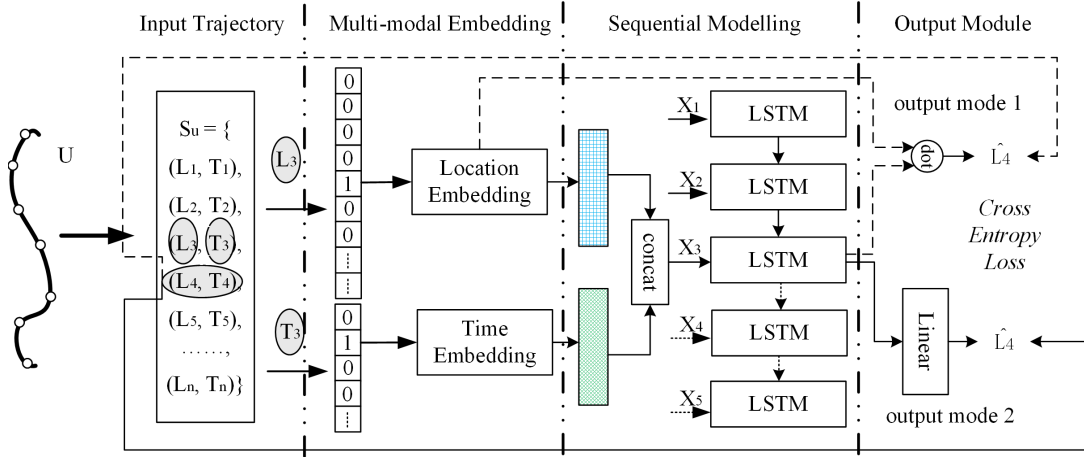 Input Trajectory
Multi-modal Embedding
Sequential Modelling
Output Module
U
Su = {
(L1, T1),
(L2, T2),
(L3, T3),
(L4, T4),
(L5, T5),
......,
(Ln, Tn)}
L3
T3
0
0
0
0
1
0
0
0
1
0
0
Location
Embedding
Time
Embedding
concat
X1
LSTM
X2
LSTM
X3
LSTM
X4
LSTM
X5
LSTM
output mode 1
dot
L̂4
Cross
Entropy
Loss
Linear
L̂4
output mode 2